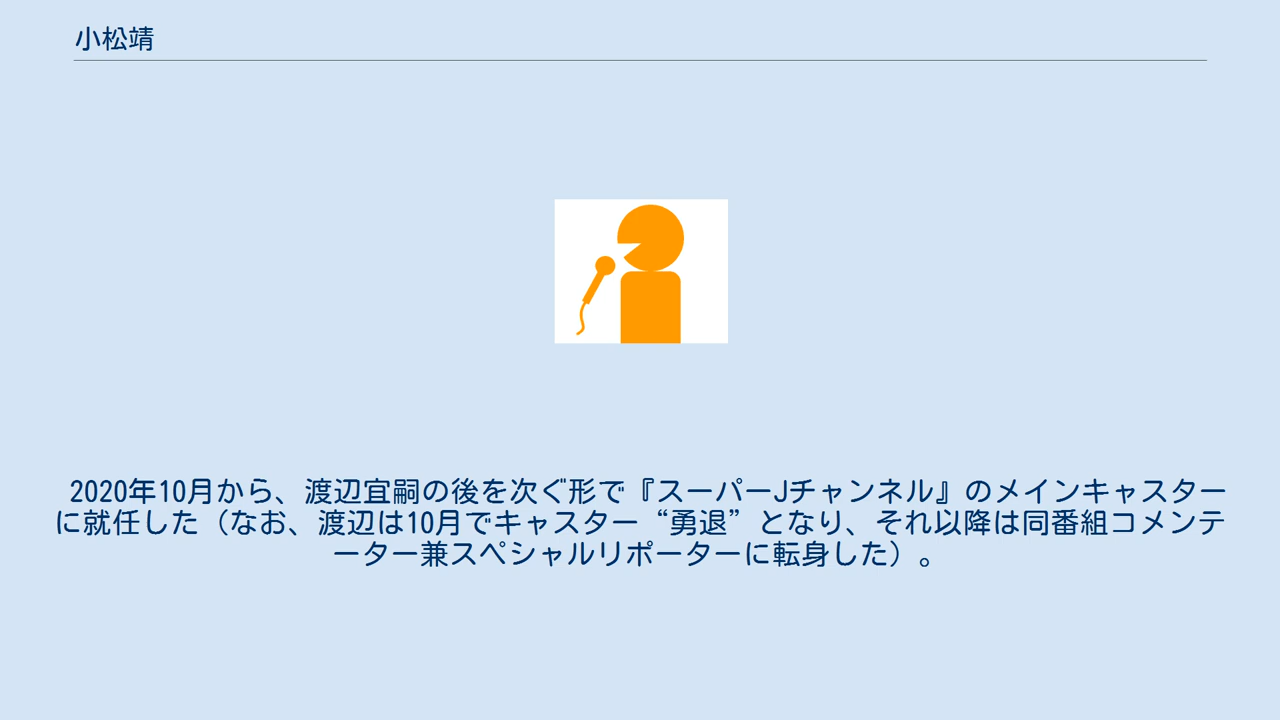 小松靖
2020年10月から、渡辺宜嗣の後を次ぐ形で『スーパーJチャンネル』のメインキャスター
に就任した（なお、渡辺は10月でキャスター“勇退”となり、それ以降は同番組コメンテ
ーター兼スペシャルリポーターに転身した）。